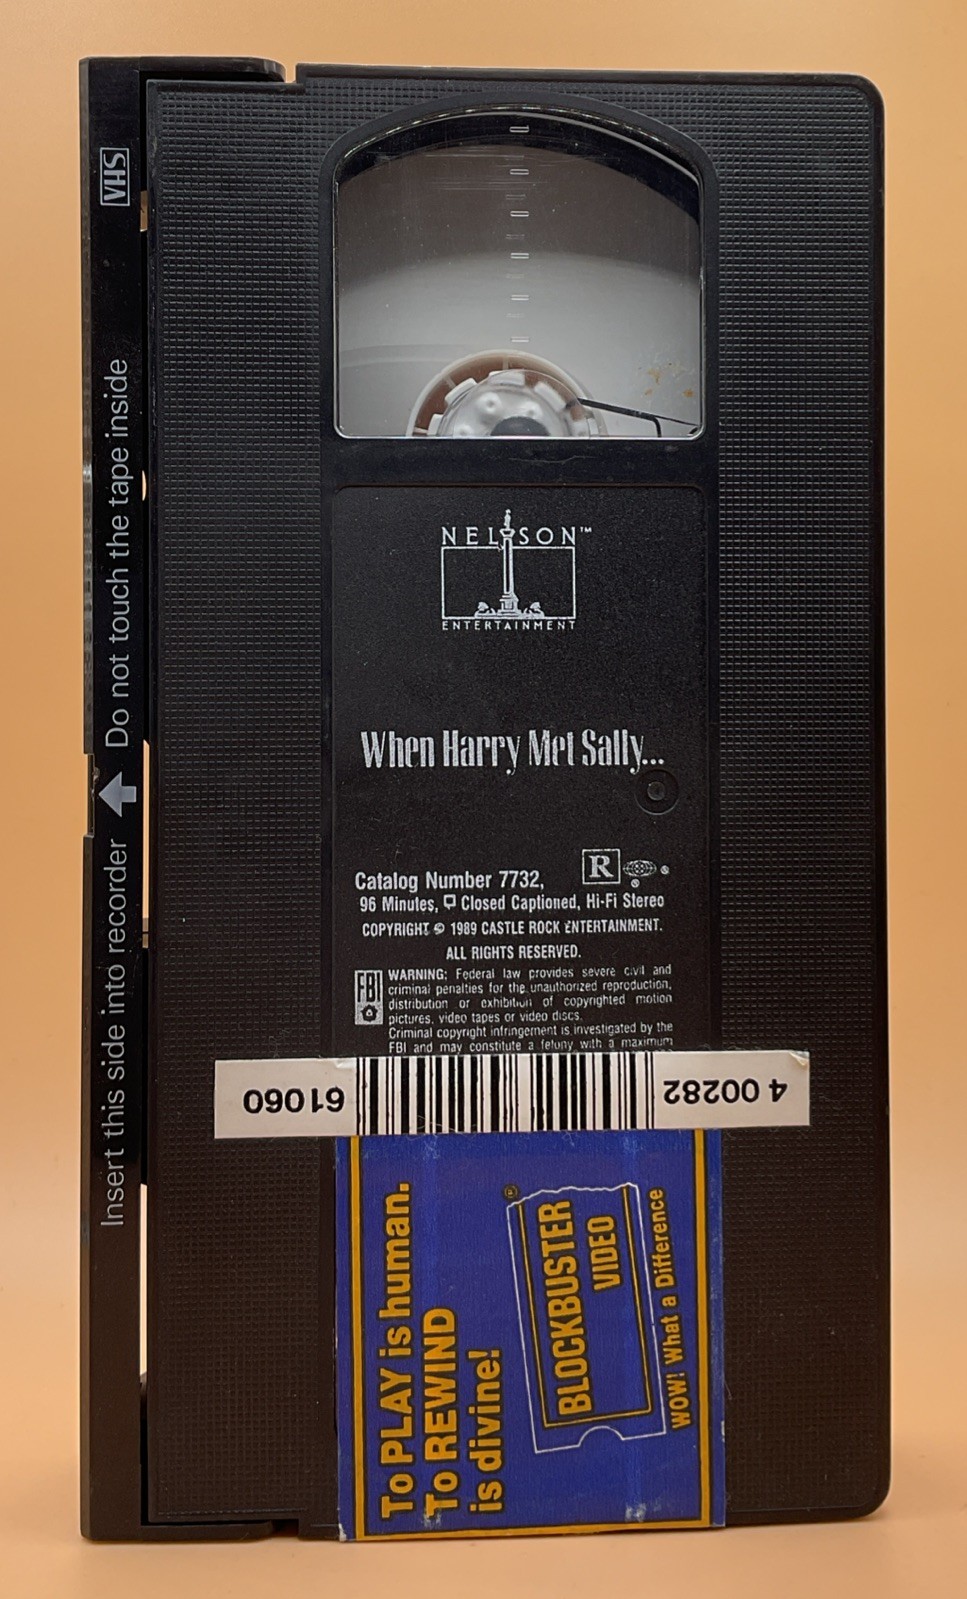 VHS
Insert this side into recorder Do not touch the tape inside
NELSON™
ENTERTAINMENT
When Harry Met Sally...
R
Catalog Number 7732,
96 Minutes, Closed Captioned, Hi-Fi Stereo
COPYRIGHT © 1989 CASTLE ROCK ENTERTAINMENT.
ALL RIGHTS RESERVED.
FBI
WARNING: Federal law provides severe civil and
criminal penalties for the unauthorized reproduction,
distribution or exhibition of copyrighted motion
pictures, video tapes or video discs.
Criminal copyright infringement is investigated by the
FBI and may constitute a felony with a maximum
4 00282 61060
To PLAY is human.
To REWIND
is divine!
BLOCKBUSTER®
VIDEO
WOW! What a Difference